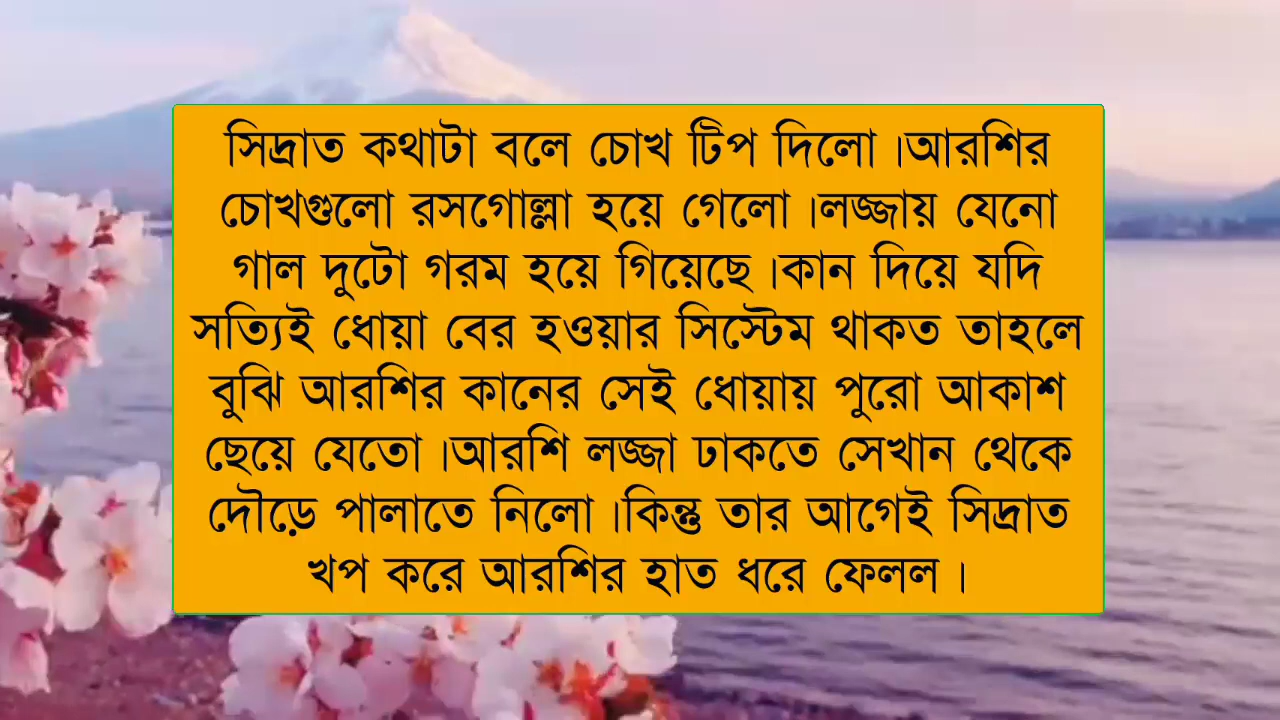 সিদ্রাত কথাটা বলে চোখ টিপ দিলো।আরশির
চোখগুলো রসগোল্লা হয়ে গেলো।লজ্জায় যেনো
গাল দুটো গরম হয়ে গিয়েছে।কান দিয়ে যদি
সত্যিই ধোয়া বের হওয়ার সিস্টেম থাকত তাহলে
বুঝি আরশির কানের সেই ধোয়ায় পুরো আকাশ
ছেয়ে যেতো।আরশি লজ্জা ঢাকতে সেখান থেকে
দৌড়ে পালাতে নিলো।কিন্তু তার আগেই সিদ্রাত
খপ করে আরশির হাত ধরে ফেলল।